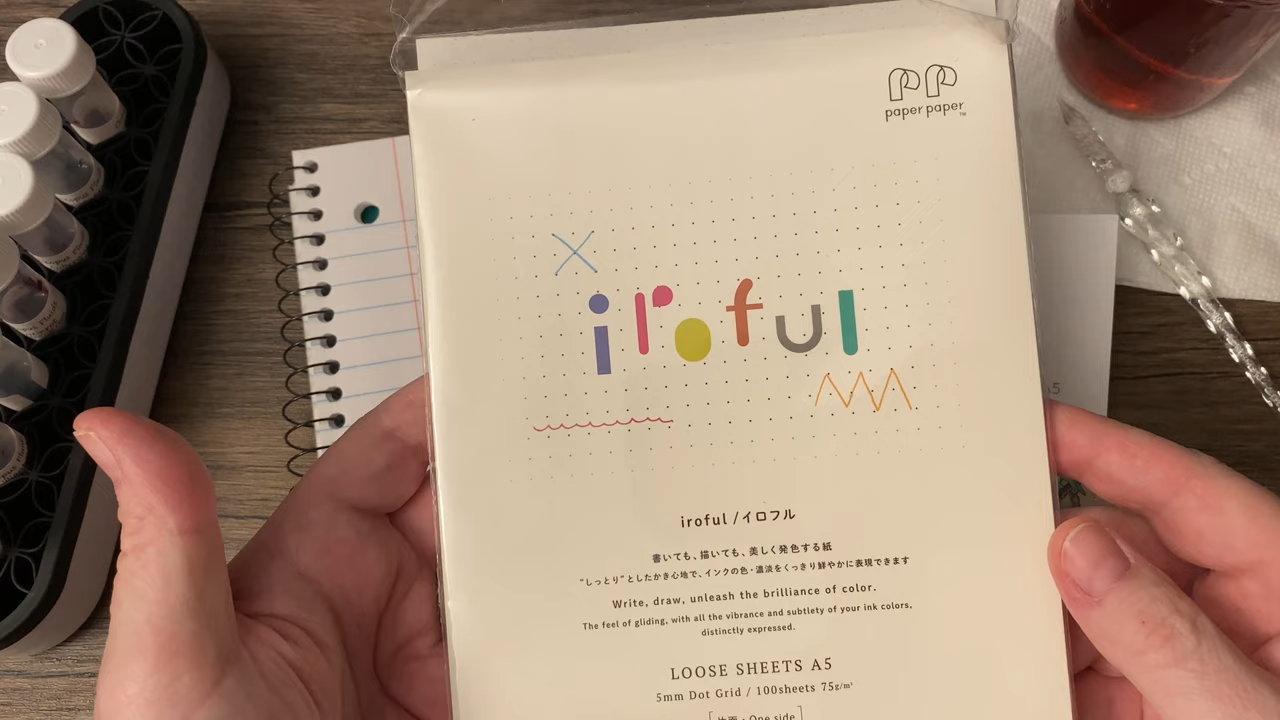 paper paper™
iroful
iroful / イロフル
書いても、描いても、美しく発色する紙
“しっとり”としたかき心地で、インクの色・濃淡をくっきり鮮やかに表現できます
Write, draw, unleash the brilliance of color.
The feel of gliding, with all the vibrance and subtlety of your ink colors,
distinctly expressed.
LOOSE SHEETS A5
5mm Dot Grid / 100sheets 75g/m²
[片面・One side]